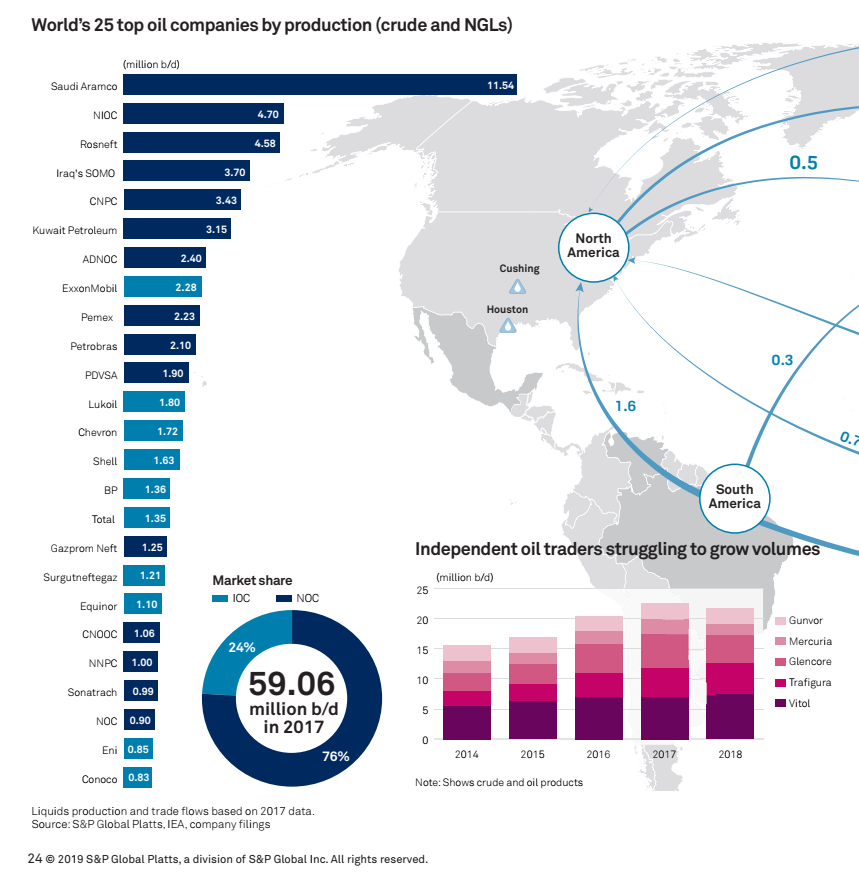 World's 25 top oil companies by production (crude and NGLs)
(million b/d)
Saudi Aramco 11.54
NIOC 4.70
Rosneft 4.58
Iraq's SOMO 3.70
CNPC 3.43
Kuwait Petroleum 3.15
ADNOC 2.40
ExxonMobil 2.28
Pemex 2.23
Petrobras 2.10
PDVSA 1.90
Lukoil 1.80
Chevron 1.72
Shell 1.63
BP 1.36
Total 1.35
Gazprom Neft 1.25
Surgutneftegaz 1.21
Equinor 1.10
CNOOC 1.06
NNPC 1.00
Sonatrach 0.99
NOC 0.90
Eni 0.85
Conoco 0.83
Market share
IOC NOC
24%
59.06
million b/d
in 2017
76%
0.5
North
America
Cushing
Houston
0.3
1.6
0.7
South
America
Independent oil traders struggling to grow volumes
(million b/d)
25
20
15
10
5
0
2014 2015 2016 2017 2018
Gunvor
Mercuria
Glencore
Trafigura
Vitol
Note: Shows crude and oil products
Liquids production and trade flows based on 2017 data.
Source: S&P Global Platts, IEA, company filings
24 © 2019 S&P Global Platts, a division of S&P Global Inc. All rights reserved.